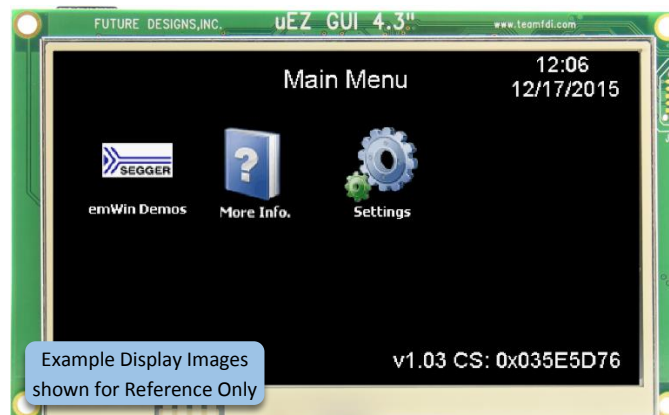 FUTURE DESIGNS,INC. uEZ GUI 4.3" www.teamfdi.com
Main Menu
12:06
12/17/2015
SEGGER
emWin Demos More Info. Settings
v1.03 CS: 0x035E5D76
Example Display Images
shown for Reference Only